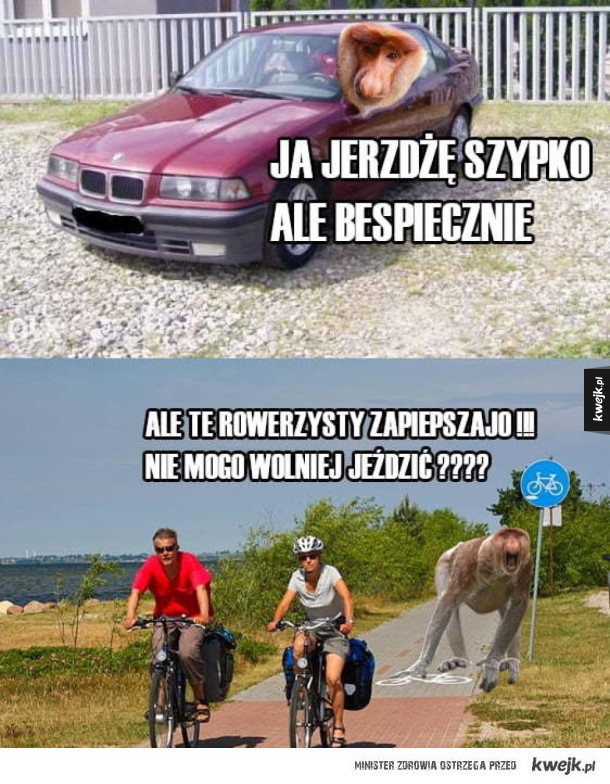 JA JERZDŻĘ SZYPKO
ALE BESPIECZNIE
kwejk.pl
ALE TE ROWERZYSTY ZAPIEPSZAJO !!!
NIE MOGO WOLNIEJ JEŹDZIĆ ????
MINISTER ZDROWIA OSTRZEGA PRZED kwejk.pl